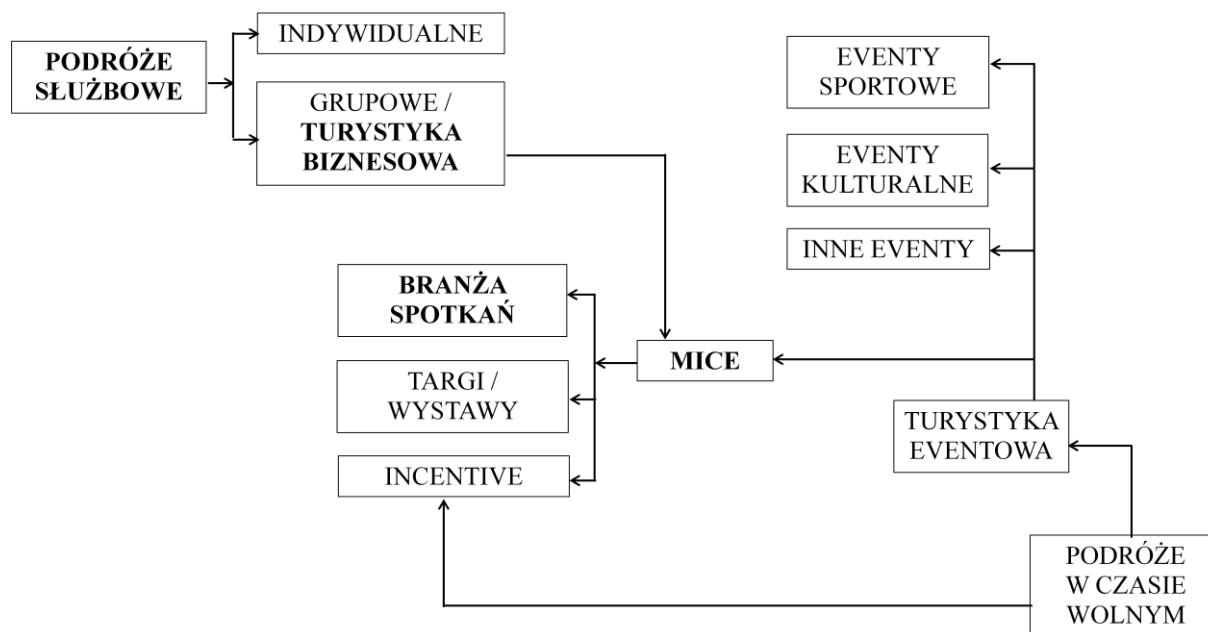 PODRÓŻE
SŁUŻBOWE
INDYWIDUALNE
GRUPOWE /
TURYSTYKA
BIZNESOWA
EVENTY
SPORTOWE
EVENTY
KULTURALNE
INNE EVENTY
BRANŻA
SPOTKAŃ
MICE
TARGI /
WYSTAWY
TURYSTYKA
EVENTOWA
INCENTIVE
PODRÓŻE
W CZASIE
WOLNYM